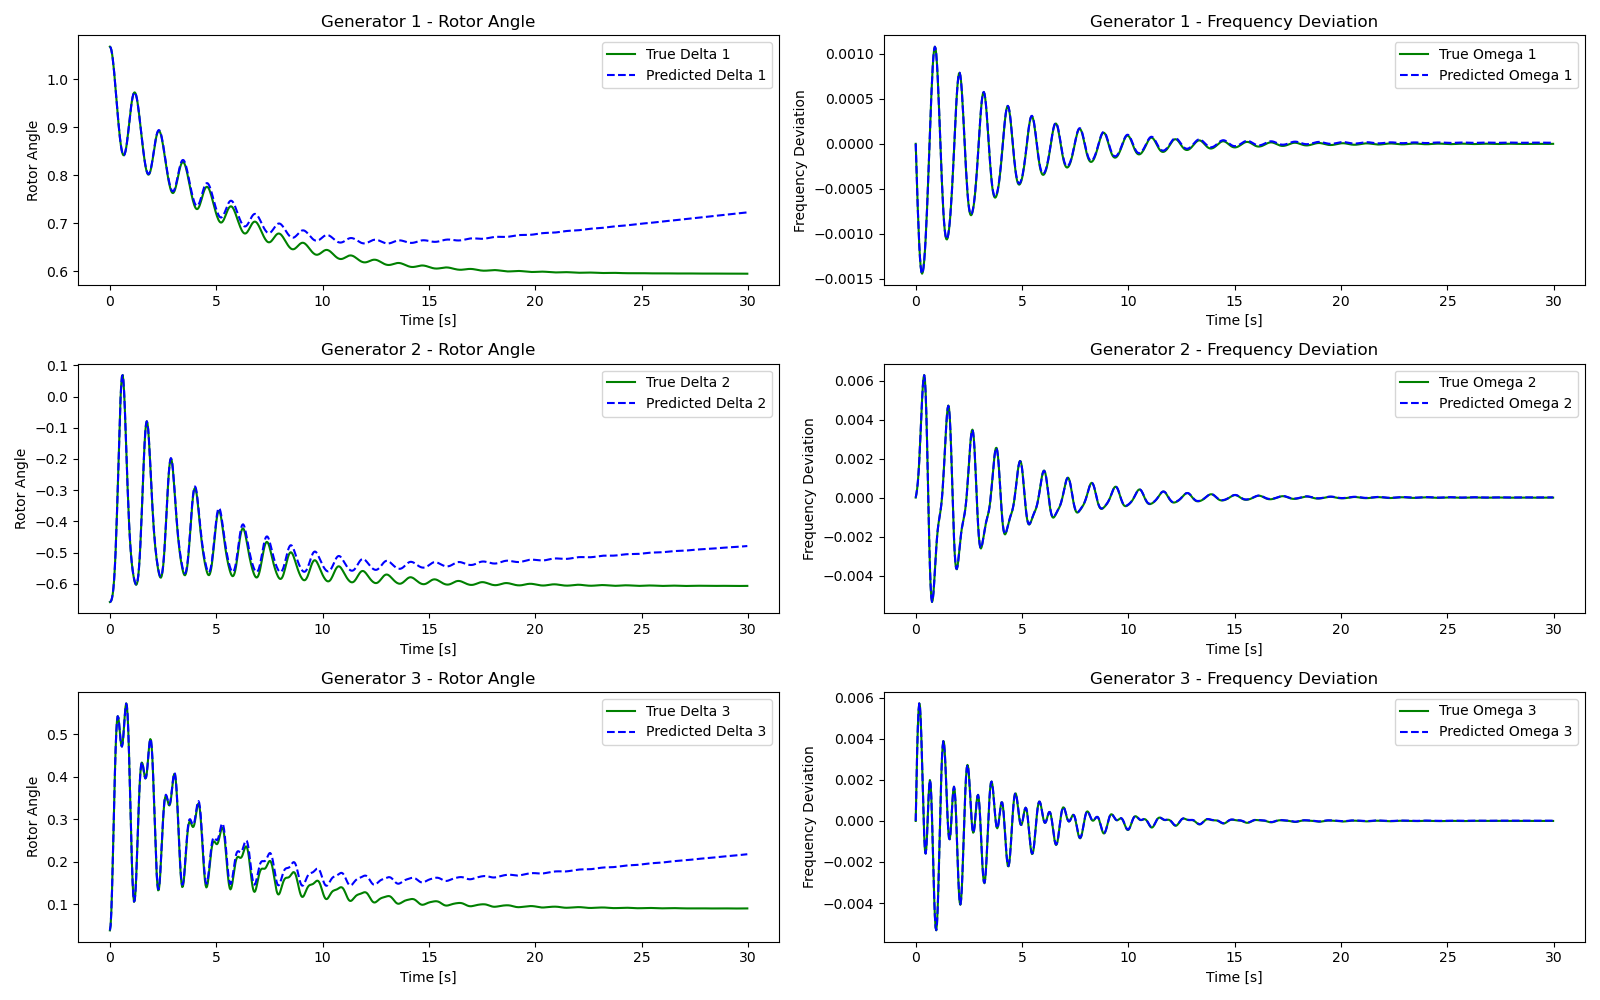 Generator 1 - Rotor Angle
True Delta 1
Predicted Delta 1
Rotor Angle
1.0
0.9
0.8
0.7
0.6
0 5 10 15 20 25 30
Time [s]
Generator 1 - Frequency Deviation
True Omega 1
Predicted Omega 1
Frequency Deviation
0.0010
0.0005
0.0000
−0.0005
−0.0010
−0.0015
0 5 10 15 20 25 30
Time [s]
Generator 2 - Rotor Angle
True Delta 2
Predicted Delta 2
Rotor Angle
0.1
0.0
−0.1
−0.2
−0.3
−0.4
−0.5
−0.6
0 5 10 15 20 25 30
Time [s]
Generator 2 - Frequency Deviation
True Omega 2
Predicted Omega 2
Frequency Deviation
0.006
0.004
0.002
0.000
−0.002
−0.004
0 5 10 15 20 25 30
Time [s]
Generator 3 - Rotor Angle
True Delta 3
Predicted Delta 3
Rotor Angle
0.5
0.4
0.3
0.2
0.1
0 5 10 15 20 25 30
Time [s]
Generator 3 - Frequency Deviation
True Omega 3
Predicted Omega 3
Frequency Deviation
0.006
0.004
0.002
0.000
−0.002
−0.004
0 5 10 15 20 25 30
Time [s]